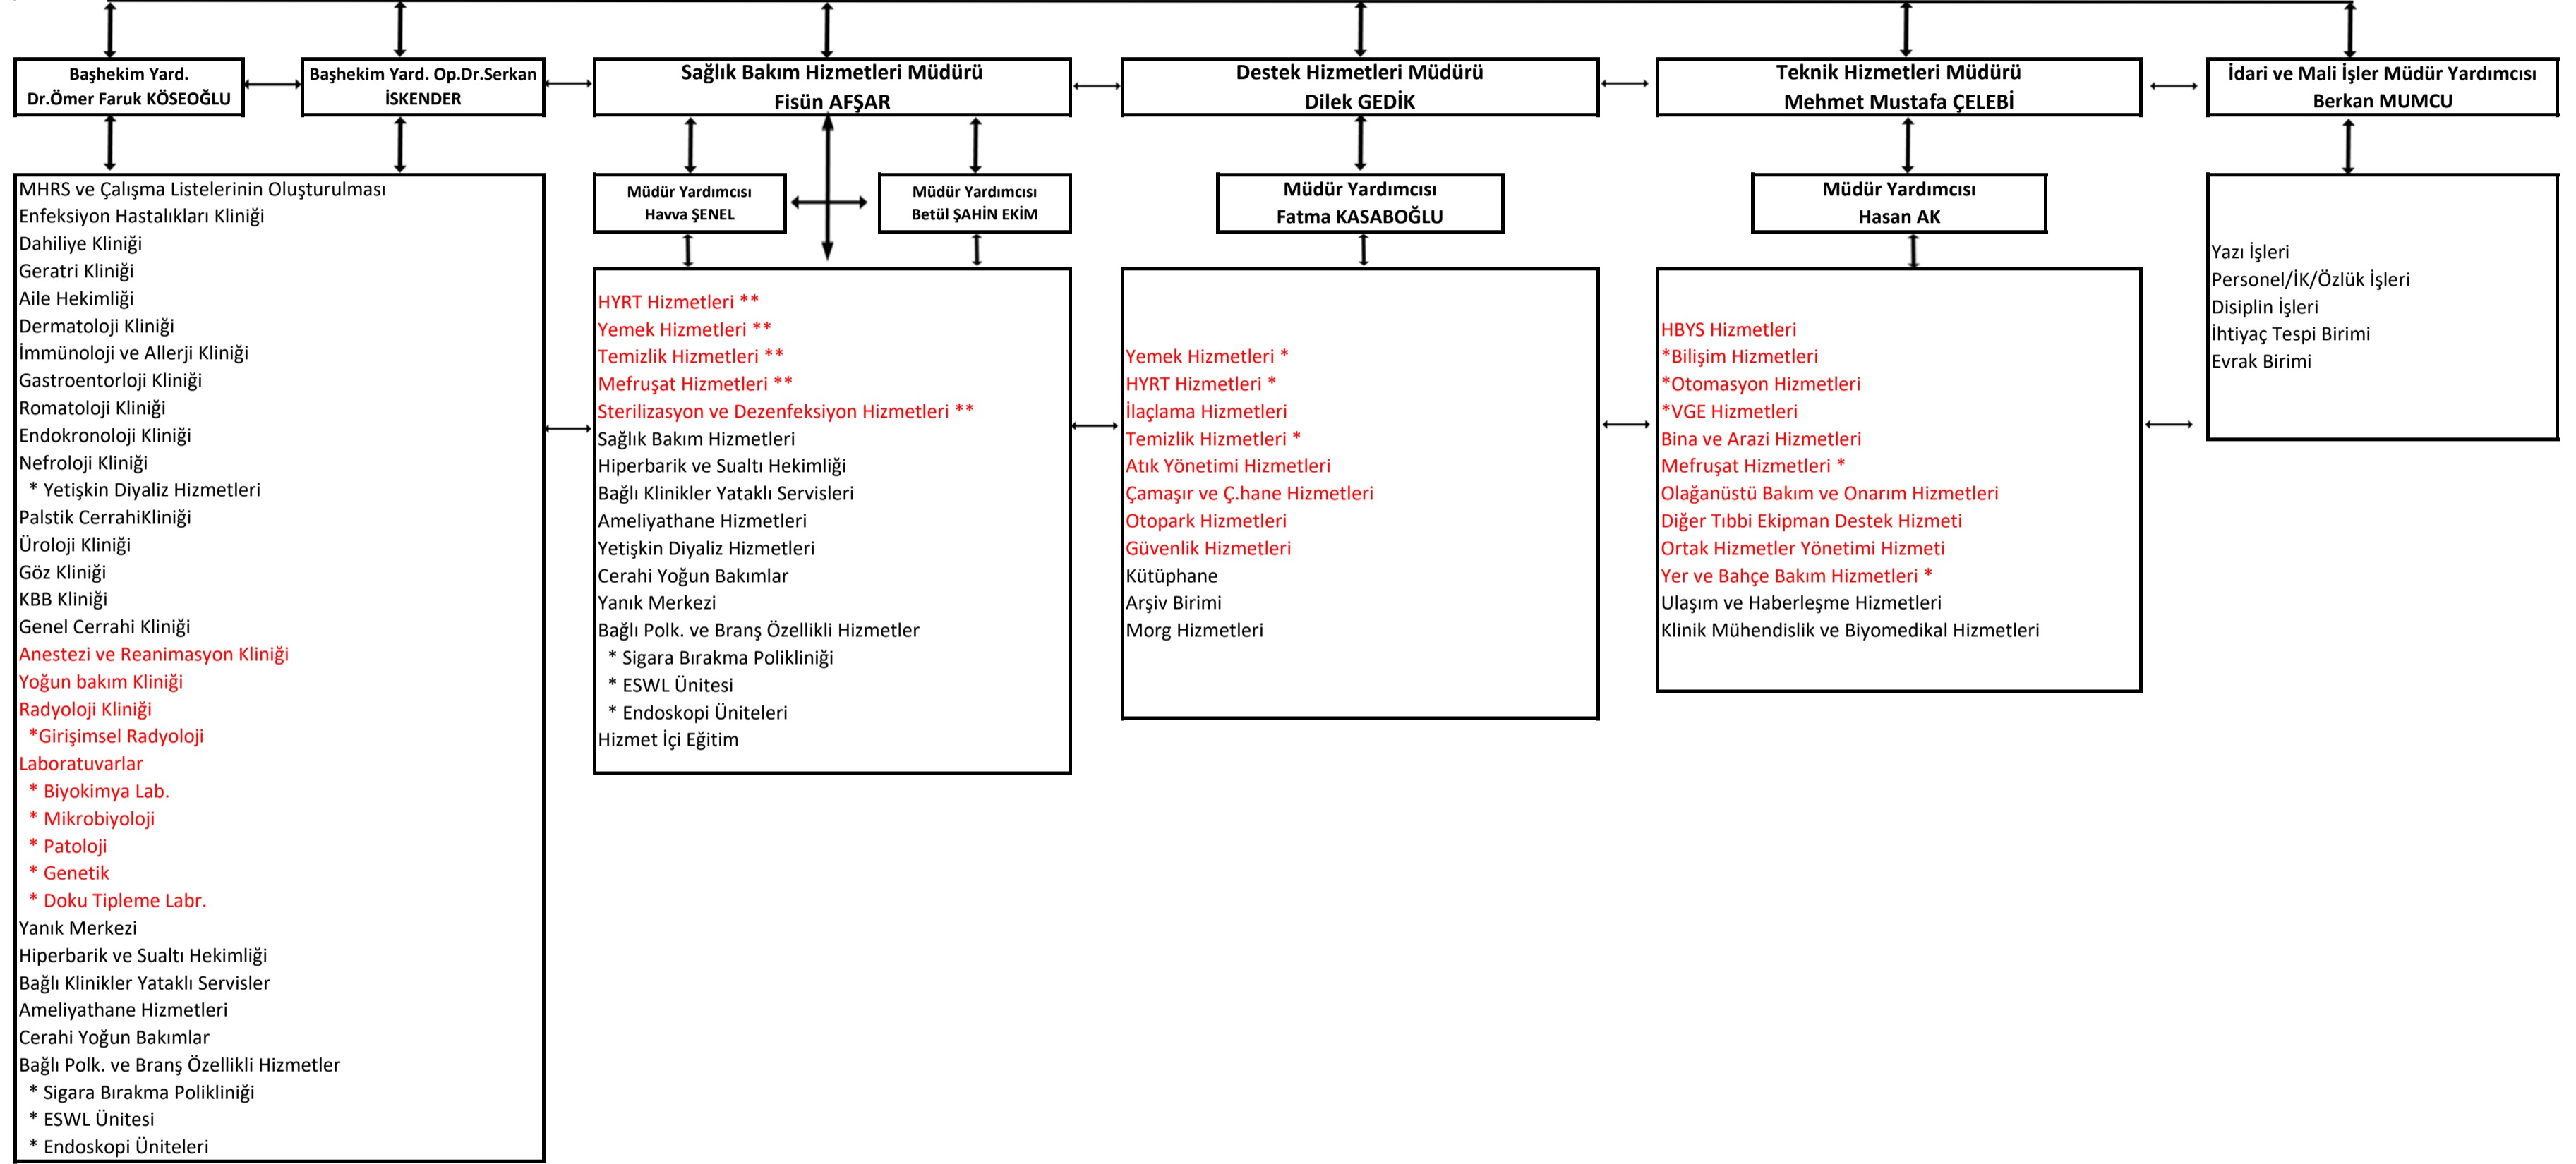 Başhekim Yard.
Dr.Ömer Faruk KÖSEOĞLU
Başhekim Yard. Op.Dr.Serkan
İSKENDER
Sağlık Bakım Hizmetleri Müdürü
Fisün AFŞAR
Destek Hizmetleri Müdürü
Dilek GEDİK
Teknik Hizmetleri Müdürü
Mehmet Mustafa ÇELEBİ
İdari ve Mali İşler Müdür Yardımcısı
Berkan MUMCU
Müdür Yardımcısı
Havva ŞENEL
Müdür Yardımcısı
Betül ŞAHİN EKİM
Müdür Yardımcısı
Fatma KASABOĞLU
Müdür Yardımcısı
Hasan AK
MHRS ve Çalışma Listelerinin Oluşturulması
Enfeksiyon Hastalıkları Kliniği
Dahiliye Kliniği
Geratri Kliniği
Aile Hekimliği
Dermatoloji Kliniği
İmmünoloji ve Allerji Kliniği
Gastroentorloji Kliniği
Romatoloji Kliniği
Endokronoloji Kliniği
Nefroloji Kliniği
* Yetişkin Diyaliz Hizmetleri
Palstik CerrahiKliniği
Üroloji Kliniği
Göz Kliniği
KBB Kliniği
Genel Cerrahi Kliniği
Anestezi ve Reanimasyon Kliniği
Yoğun bakım Kliniği
Radyoloji Kliniği
*Girişimsel Radyoloji
Laboratuvarlar
* Biyokimya Lab.
* Mikrobiyoloji
* Patoloji
* Genetik
* Doku Tipleme Labr.
Yanık Merkezi
Hiperbarik ve Sualtı Hekimliği
Bağlı Klinikler Yataklı Servisler
Ameliyathane Hizmetleri
Cerahi Yoğun Bakımlar
Bağlı Polk. ve Branş Özellikli Hizmetler
* Sigara Bırakma Polikliniği
* ESWL Ünitesi
* Endoskopi Üniteleri
HYRT Hizmetleri **
Yemek Hizmetleri **
Temizlik Hizmetleri **
Mefruşat Hizmetleri **
Sterilizasyon ve Dezenfeksiyon Hizmetleri **
Sağlık Bakım Hizmetleri
Hiperbarik ve Sualtı Hekimliği
Bağlı Klinikler Yataklı Servisleri
Ameliyathane Hizmetleri
Yetişkin Diyaliz Hizmetleri
Cerahi Yoğun Bakımlar
Yanık Merkezi
Bağlı Polk. ve Branş Özellikli Hizmetler
* Sigara Bırakma Polikliniği
* ESWL Ünitesi
* Endoskopi Üniteleri
Hizmet İçi Eğitim
Yemek Hizmetleri *
HYRT Hizmetleri *
İlaçlama Hizmetleri
Temizlik Hizmetleri *
Atık Yönetimi Hizmetleri
Çamaşır ve Ç.hane Hizmetleri
Otopark Hizmetleri
Güvenlik Hizmetleri
Kütüphane
Arşiv Birimi
Morg Hizmetleri
HBYS Hizmetleri
*Bilişim Hizmetleri
*Otomasyon Hizmetleri
*VGE Hizmetleri
Bina ve Arazi Hizmetleri
Mefruşat Hizmetleri *
Olağanüstü Bakım ve Onarım Hizmetleri
Diğer Tıbbi Ekipman Destek Hizmeti
Ortak Hizmetler Yönetimi Hizmeti
Yer ve Bahçe Bakım Hizmetleri *
Ulaşım ve Haberleşme Hizmetleri
Klinik Mühendislik ve Biyomedikal Hizmetleri
Yazı İşleri
Personel/İK/Özlük İşleri
Disiplin İşleri
İhtiyaç Tespi Birimi
Evrak Birimi